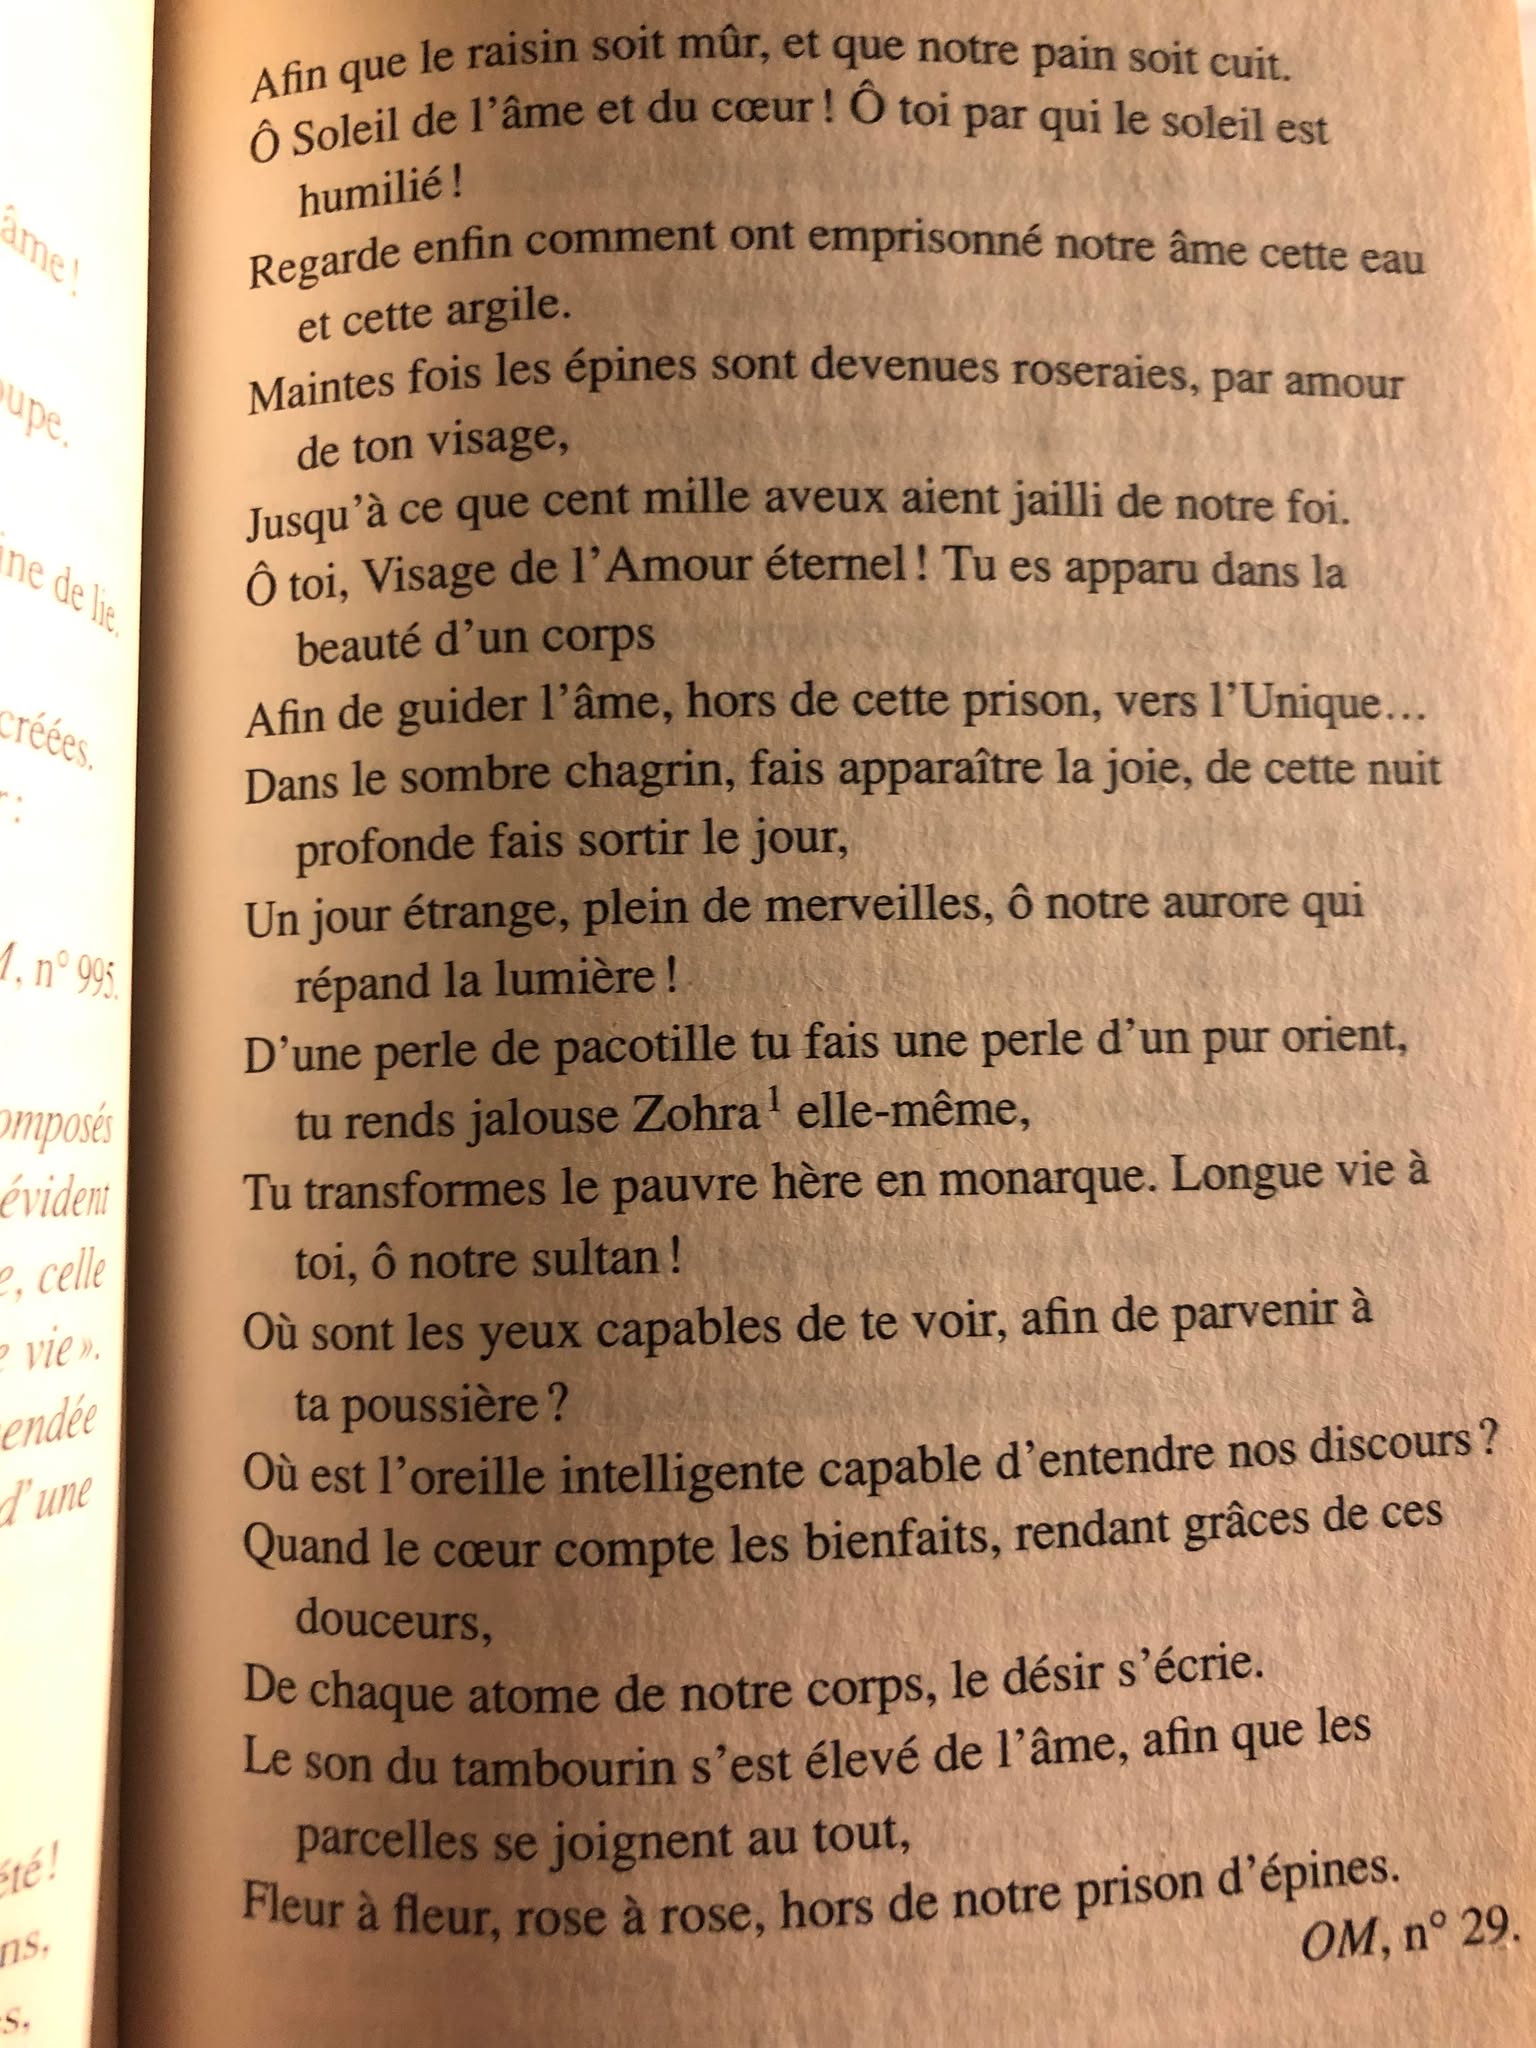 âme !
oupe.
ine de lie.
créées.
r :
M, n° 995.
omposés
évident
e, celle
e vie ».
endée
d'une
été !
ns,
s,
Afin que le raisin soit mûr, et que notre pain soit cuit.
Ô Soleil de l'âme et du cœur ! Ô toi par qui le soleil est
humilié !
Regarde enfin comment ont emprisonné notre âme cette eau
et cette argile.
Maintes fois les épines sont devenues roseraies, par amour
de ton visage,
Jusqu'à ce que cent mille aveux aient jailli de notre foi.
Ô toi, Visage de l'Amour éternel ! Tu es apparu dans la
beauté d'un corps
Afin de guider l'âme, hors de cette prison, vers l'Unique...
Dans le sombre chagrin, fais apparaître la joie, de cette nuit
profonde fais sortir le jour,
Un jour étrange, plein de merveilles, ô notre aurore qui
répand la lumière !
D'une perle de pacotille tu fais une perle d'un pur orient,
tu rends jalouse Zohra¹ elle-même,
Tu transformes le pauvre hère en monarque. Longue vie à
toi, ô notre sultan !
Où sont les yeux capables de te voir, afin de parvenir à
ta poussière ?
Où est l'oreille intelligente capable d'entendre nos discours ?
Quand le cœur compte les bienfaits, rendant grâces de ces
douceurs,
De chaque atome de notre corps, le désir s'écrie.
Le son du tambourin s'est élevé de l'âme, afin que les
parcelles se joignent au tout,
Fleur à fleur, rose à rose, hors de notre prison d'épines.
OM, n° 29.